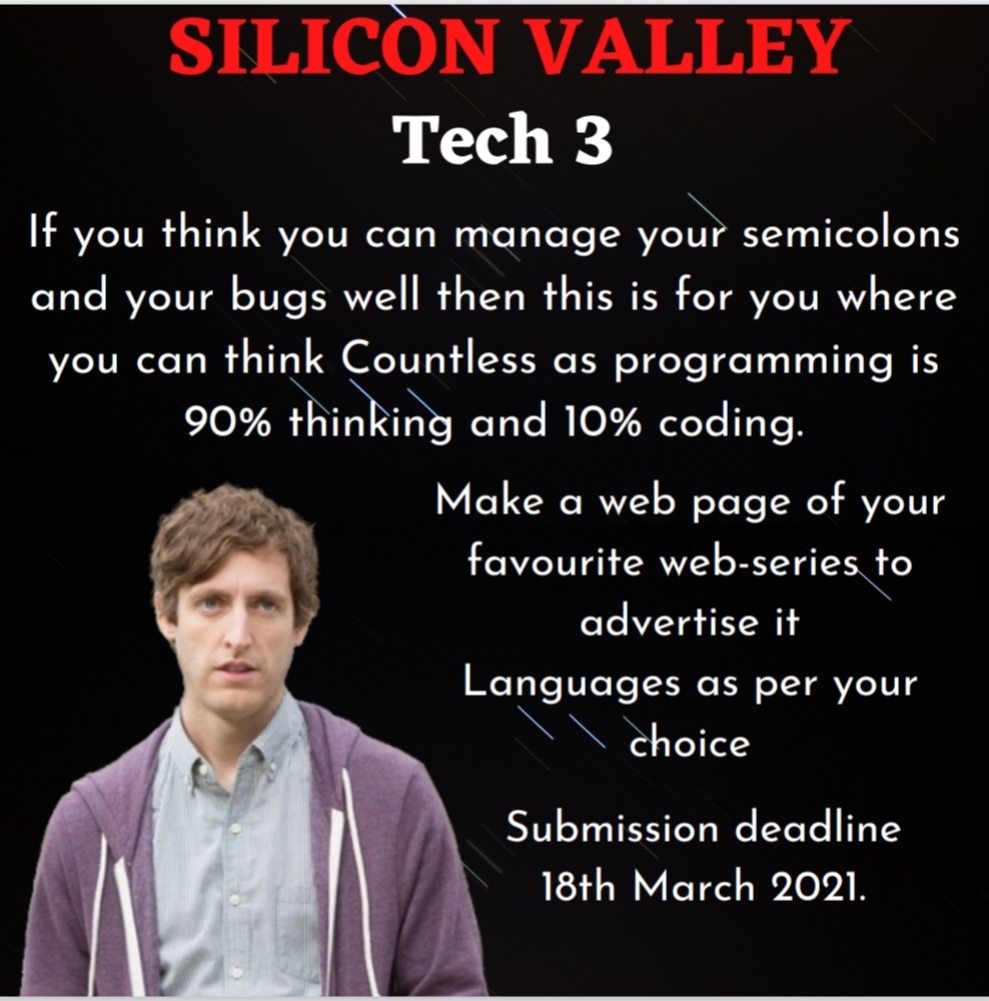 SILICON VALLEY
Tech 3
If you think you can manage your semicolons
and your bugs well then this is for you where
you can think Countless as programming is
90% thinking and 10% coding.
Make a web page of your
favourite web-series to
advertise it
Languages as per your
choice
Submission deadline
18th March 2021.